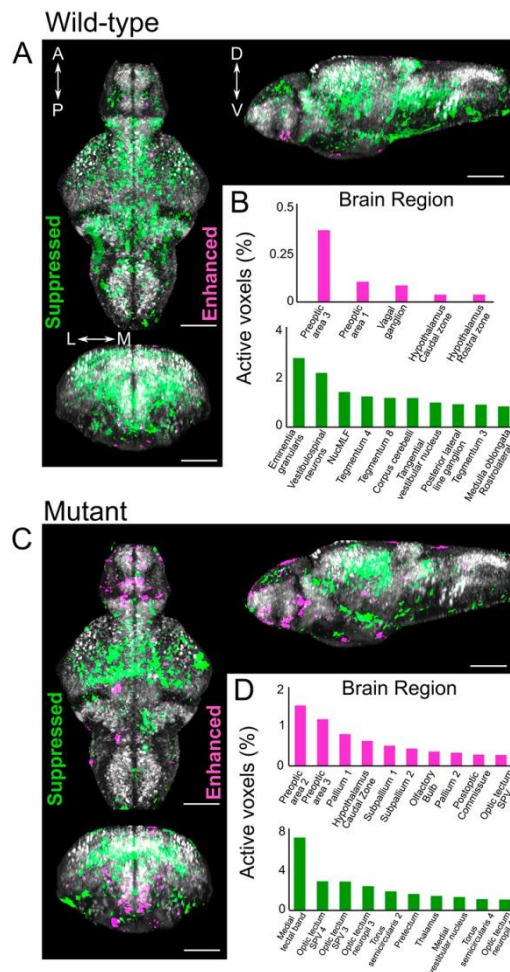 Wild-type
A
A
P
D
V
Suppressed
Enhanced
L
M
B
Brain Region
Active voxels (%)
0.5
0.25
0
Preoptic
area 3
Preoptic
area 1
Vagal
ganglion
Hypothalamus
Caudal zone
Hypothalamus
Rostral zone
4
2
0
Eminentia
granularis
Vestibulospinal
neurons
NucMLF
Tegmentum 4
Tegmentum 8
Corpus cerebelli
Tangential
vestibular nucleus
Posterior lateral
line ganglion
Tegmentum 3
Medulla oblongata
Rostrolateral
Mutant
C
Suppressed
Enhanced
D
Brain Region
Active voxels (%)
2
1
0
Preoptic
area 2
Preoptic
area 3
Pallium 1
Hypothalamus
Caudal Zone
Subpallium 1
Subpallium 2
Olfactory
Bulb
Pallium 2
Postoptic
Commissure
Optic tectum
SPV
8
4
0
Medial
tectal band
Optic tectum
SPV 4
Optic tectum
SPV 3
Optic tectum
neuropil 3
Torus
semicircularis 2
Pretectum
Thalamus
Medial
vestibular nucleus
Torus
semicircularis 4
Optic tectum
neuropil